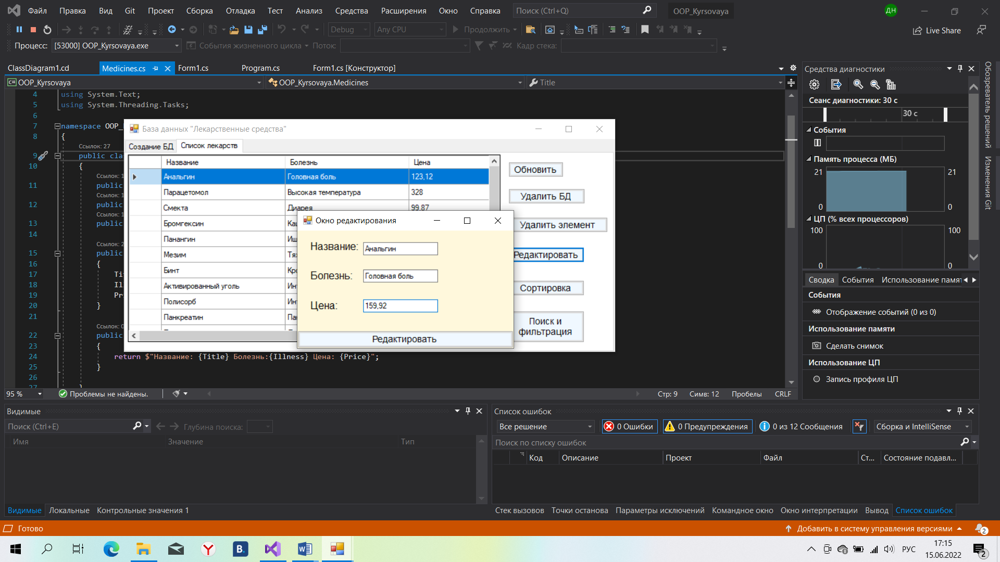 Файл Правка Вид Git Проект Сборка Отладка Тест Анализ Средства Расширения Окно Справка Поиск (Ctrl+Q) OOP_Kyrsovaya ДН
Debug Any CPU Продолжить Live Share
Процесс: [53000] OOP_Kyrsovaya.exe События жизненного цикла Поток: Кадр стека:
ClassDiagram1.cd Medicines.cs Form1.cs Program.cs Form1.cs [Конструктор]
C# OOP_Kyrsovaya OOP_Kyrsovaya.Medicines Title
4 using System.Text;
5 using System.Threading.Tasks;
6
7 namespace OOP_
8 {
Ссылок: 27
9 public cla
10 {
Ссылок: 1
11 public
Ссылок: 1
12 public
Ссылок: 1
13 public
14
Ссылок: 2
15 public
16 {
17 Ti
18 Il
19 Pr
20 }
21
Ссылок: 0
22 public
23 {
24 return $"Название: {Title} Болезнь:{Illness} Цена: {Price}";
25 }
26
27 }
База данных "Лекарственные средства"
Создание БД Список лекарств
Название Болезнь Цена
Анальгин Головная боль 123,12
Парацетомол Высокая температура 328
Смекта Диарея 99,87
Бромгексин Ка
Панангин Иш
Мезим Тя
Бинт Кро
Активированный уголь Ин
Полисорб Ин
Панкреатин Па
Обновить
Удалить БД
Удалить элемент
Редактировать
Сортировка
Поиск и
фильтрация
Окно редактирования
Название: Анальгин
Болезнь: Головная боль
Цена: 159,92
Редактировать
95 % Проблемы не найдены. Стр: 9 Симв: 12 Пробелы CRLF
Средства диагностики
Сеанс диагностики: 30 с
30 с
События
Память процесса (МБ)
21 21
0 0
ЦП (% всех процессоров)
100 100
0 0
Сводка События Использование памят
События
Отображение событий (0 из 0)
Использование памяти
Сделать снимок
Использование ЦП
Запись профиля ЦП
Обозреватель решений
Изменения Git
Видимые
Поиск (Ctrl+E) Глубина поиска:
Имя Значение Тип
Видимые Локальные Контрольные значения 1
Список ошибок
Все решение 0 Ошибки 0 Предупреждения 0 из 12 Сообщения Сборка и IntelliSense
Поиск по списку ошибок
Код Описание Проект Файл Ст... Состояние подавл...
Стек вызовов Точки останова Параметры исключений Командное окно Окно интерпретации Вывод Список ошибок
Готово Добавить в систему управления версиями 2
B. W РУС 17:15
15.06.2022 2